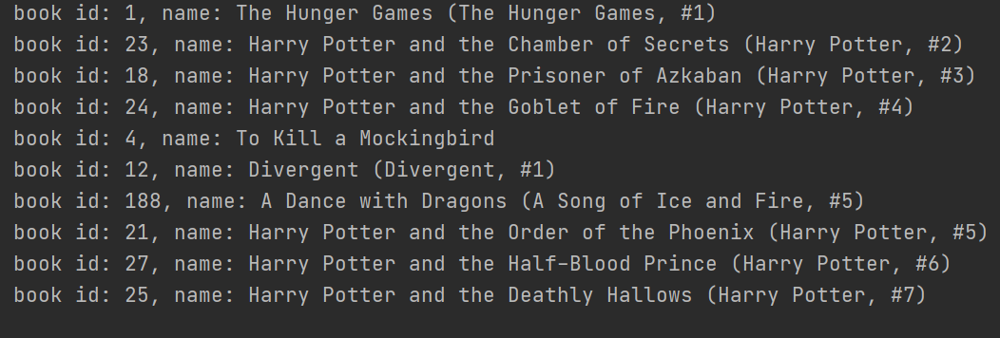 book id: 1, name: The Hunger Games (The Hunger Games, #1)
book id: 23, name: Harry Potter and the Chamber of Secrets (Harry Potter, #2)
book id: 18, name: Harry Potter and the Prisoner of Azkaban (Harry Potter, #3)
book id: 24, name: Harry Potter and the Goblet of Fire (Harry Potter, #4)
book id: 4, name: To Kill a Mockingbird
book id: 12, name: Divergent (Divergent, #1)
book id: 188, name: A Dance with Dragons (A Song of Ice and Fire, #5)
book id: 21, name: Harry Potter and the Order of the Phoenix (Harry Potter, #5)
book id: 27, name: Harry Potter and the Half-Blood Prince (Harry Potter, #6)
book id: 25, name: Harry Potter and the Deathly Hallows (Harry Potter, #7)